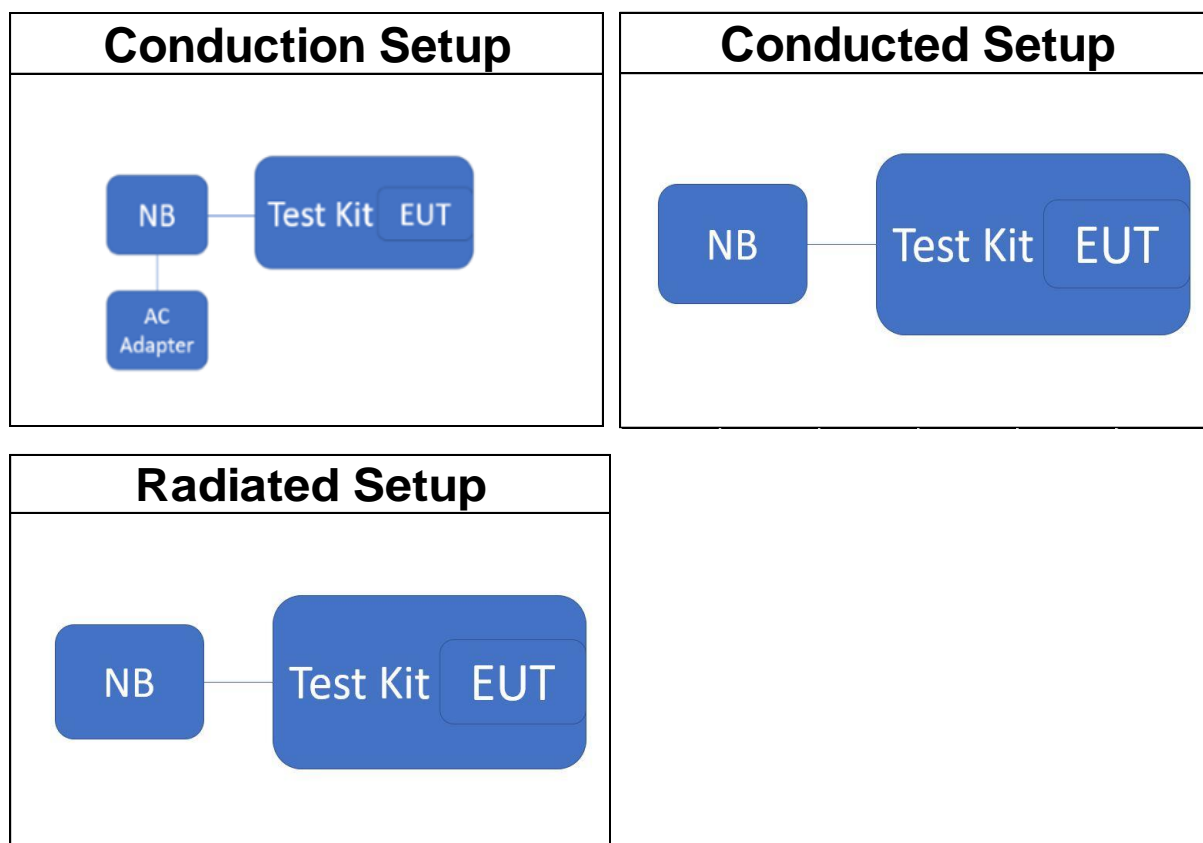 Conduction Setup
NB
Test Kit
EUT
AC
Adapter
Conducted Setup
NB
Test Kit
EUT
Radiated Setup
NB
Test Kit
EUT